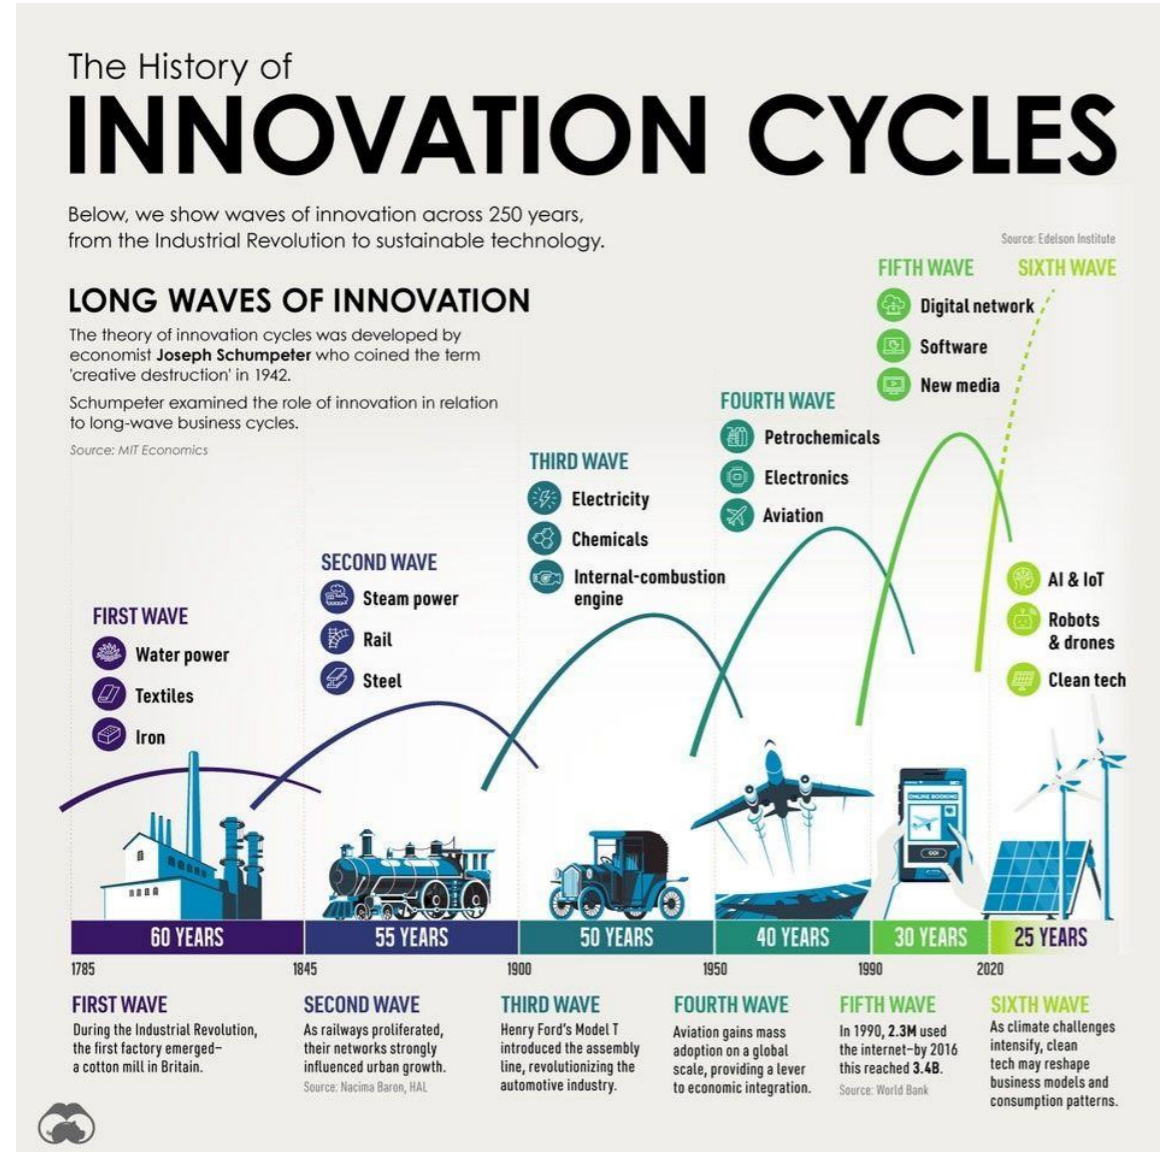 The History of
INNOVATION CYCLES
Below, we show waves of innovation across 250 years,
from the Industrial Revolution to sustainable technology.
Source: Edelson Institute
LONG WAVES OF INNOVATION
The theory of innovation cycles was developed by
economist Joseph Schumpeter who coined the term
'creative destruction' in 1942.
Schumpeter examined the role of innovation in relation
to long-wave business cycles.
Source: MIT Economics
FIRST WAVE
Water power
Textiles
Iron
SECOND WAVE
Steam power
Rail
Steel
THIRD WAVE
Electricity
Chemicals
Internal-combustion
engine
FOURTH WAVE
Petrochemicals
Electronics
Aviation
FIFTH WAVE
Digital network
Software
New media
SIXTH WAVE
AI & IoT
Robots
& drones
Clean tech
ONLINE BOOKING
GO!
60 YEARS
55 YEARS
50 YEARS
40 YEARS
30 YEARS
25 YEARS
1785
1845
1900
1950
1990
2020
FIRST WAVE
During the Industrial Revolution,
the first factory emerged–
a cotton mill in Britain.
SECOND WAVE
As railways proliferated,
their networks strongly
influenced urban growth.
Source: Nacima Baron, HAL
THIRD WAVE
Henry Ford's Model T
introduced the assembly
line, revolutionizing the
automotive industry.
FOURTH WAVE
Aviation gains mass
adoption on a global
scale, providing a lever
to economic integration.
FIFTH WAVE
In 1990, 2.3M used
the internet–by 2016
this reached 3.4B.
Source: World Bank
SIXTH WAVE
As climate challenges
intensify, clean
tech may reshape
business models and
consumption patterns.